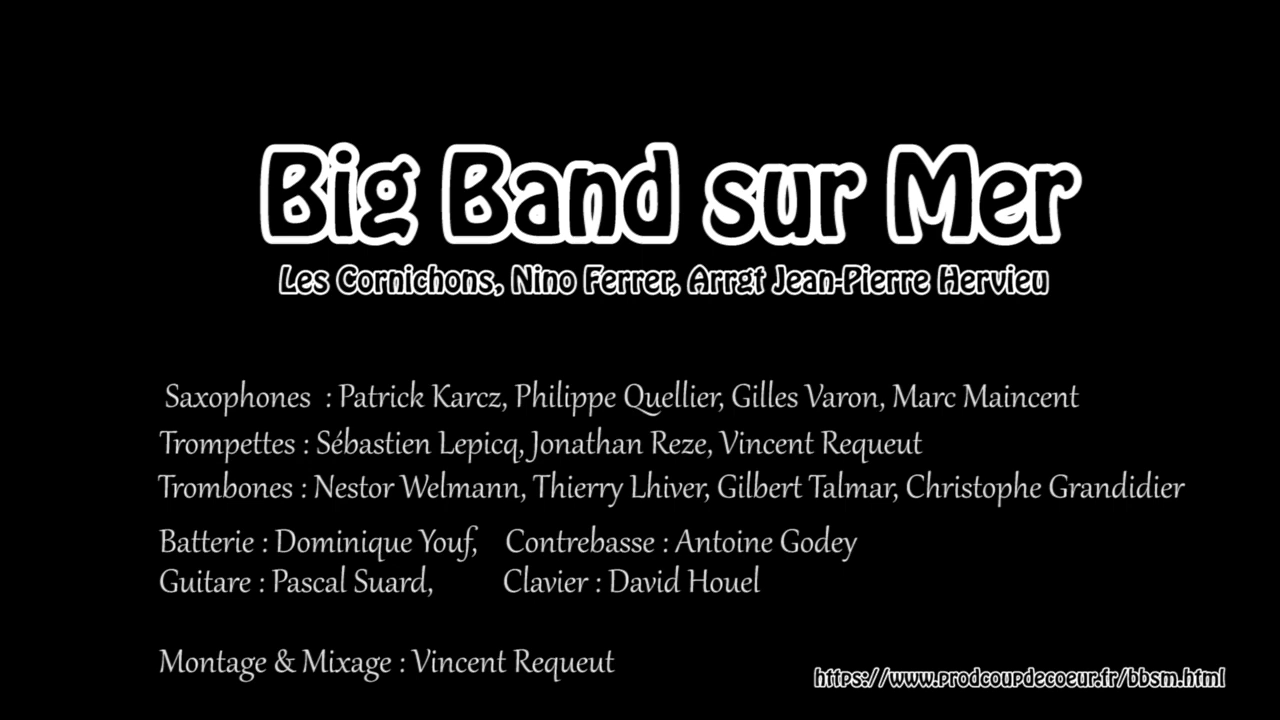 Big Band sur Mer
Les Cornichons, Nino Ferrer, Arrgt Jean-Pierre Hervieu
Saxophones : Patrick Karcz, Philippe Quellier, Gilles Varon, Marc Maincent
Trompettes : Sébastien Lepicq, Jonathan Reze, Vincent Requeut
Trombones : Nestor Welmann, Thierry Lhiver, Gilbert Talmar, Christophe Grandidier
Batterie : Dominique Youf, Contrebasse : Antoine Godey
Guitare : Pascal Suard, Clavier : David Houel
Montage & Mixage : Vincent Requeut
https://www.prodcoupdecoeur.fr/bbsm.html